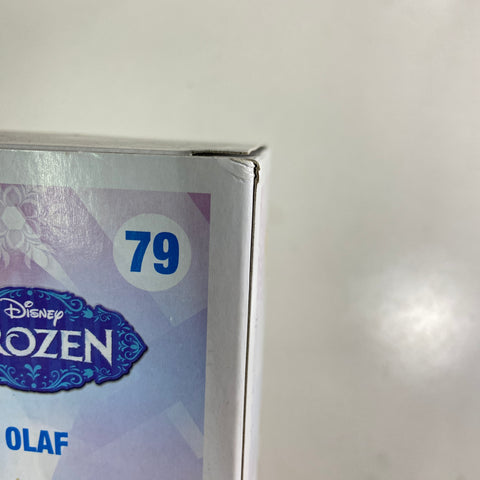 79
Disney
ROZEN
OLAF